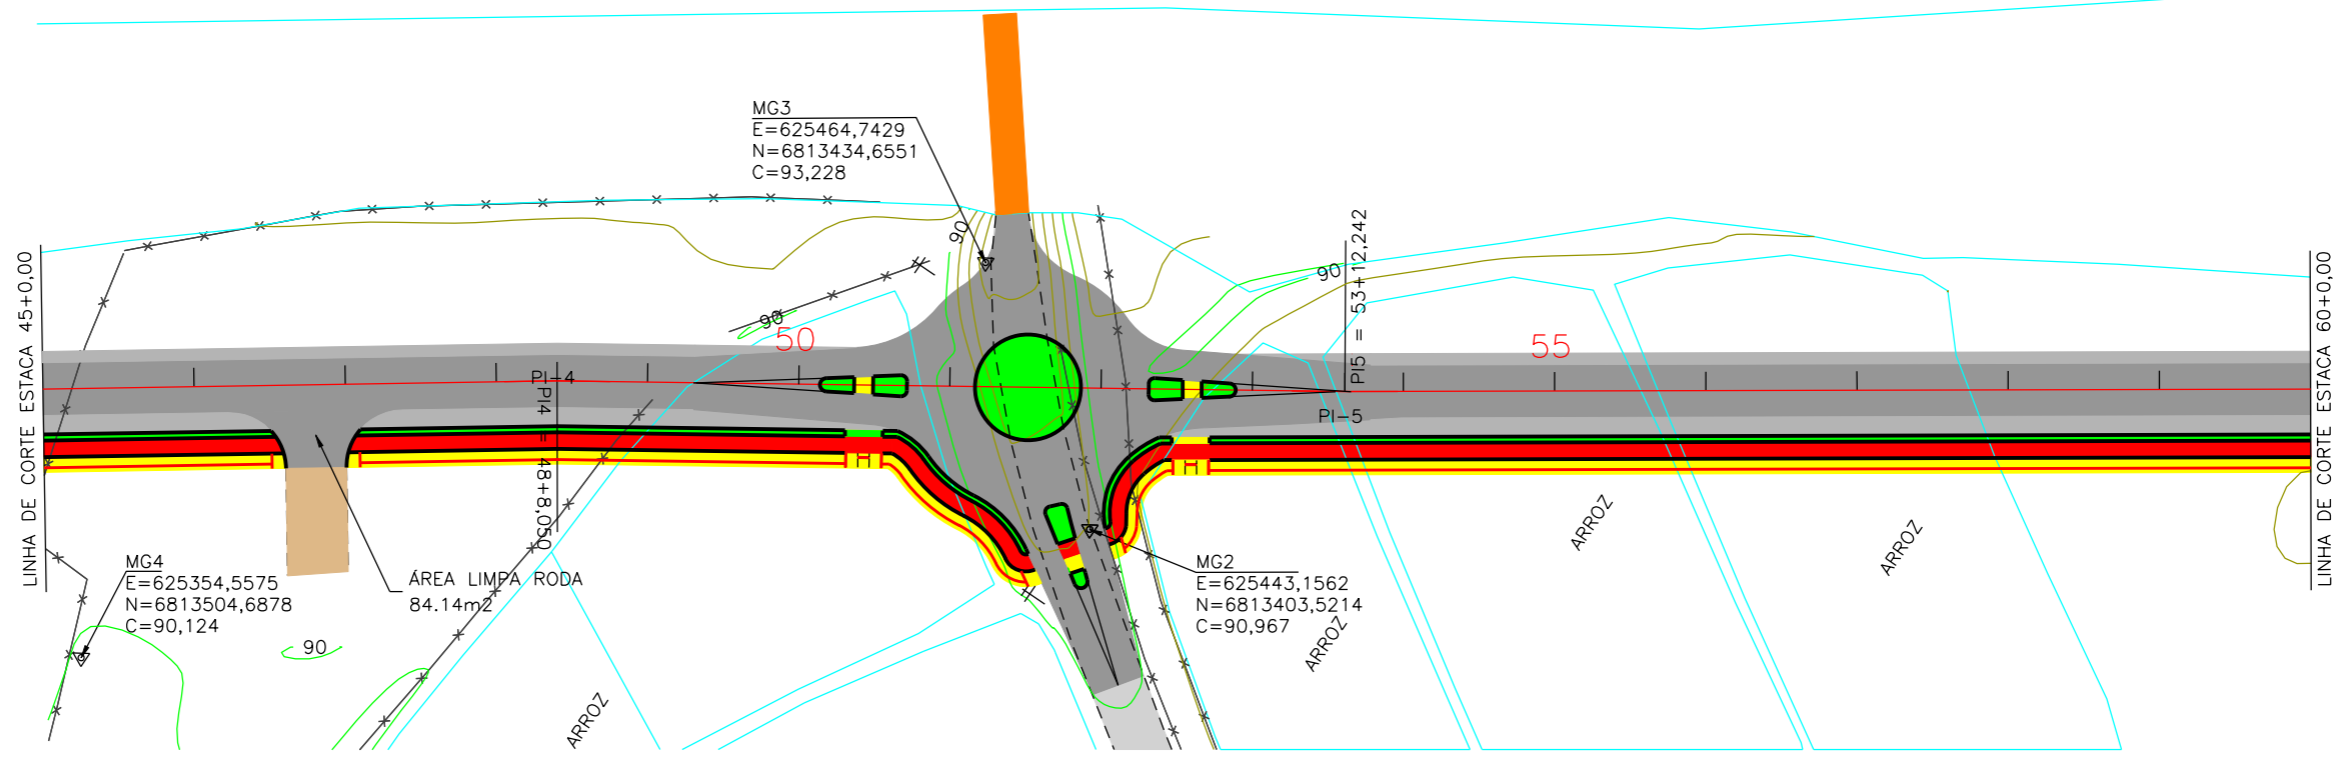 MG3
E=625464,7429
N=6813434,6551
C=93,228
90
90
90
PI5 = 53+12,242
LINHA DE CORTE ESTACA 45+0,00
LINHA DE CORTE ESTACA 60+0,00
50
55
PI-4
PI4 = 48+8,050
PI-5
MG4
E=625354,5575
N=6813504,6878
C=90,124
ÁREA LIMPA RODA
84.14m2
90
MG2
E=625443,1562
N=6813403,5214
C=90,967
ARROZ
ARROZ
ARROZ
ARROZ